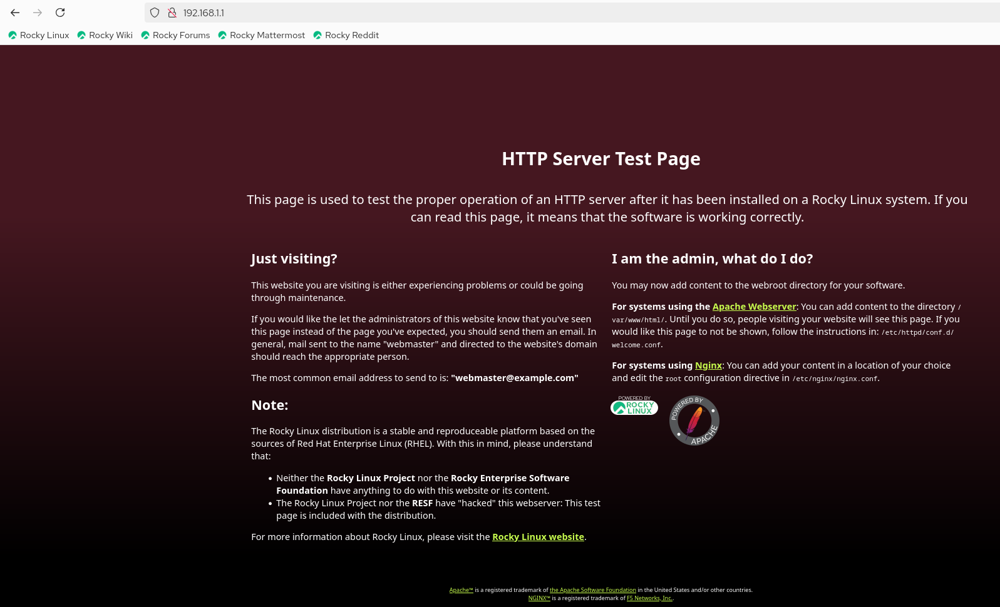 192.168.1.1
Rocky Linux Rocky Wiki Rocky Forums Rocky Mattermost Rocky Reddit
HTTP Server Test Page
This page is used to test the proper operation of an HTTP server after it has been installed on a Rocky Linux system. If you
can read this page, it means that the software is working correctly.
Just visiting?
This website you are visiting is either experiencing problems or could be going
through maintenance.
If you would like the let the administrators of this website know that you've seen
this page instead of the page you've expected, you should send them an email. In
general, mail sent to the name "webmaster" and directed to the website's domain
should reach the appropriate person.
The most common email address to send to is: "webmaster@example.com"
Note:
The Rocky Linux distribution is a stable and reproduceable platform based on the
sources of Red Hat Enterprise Linux (RHEL). With this in mind, please understand
that:
• Neither the Rocky Linux Project nor the Rocky Enterprise Software
Foundation have anything to do with this website or its content.
• The Rocky Linux Project nor the RESF have "hacked" this webserver: This test
page is included with the distribution.
For more information about Rocky Linux, please visit the Rocky Linux website.
I am the admin, what do I do?
You may now add content to the webroot directory for your software.
For systems using the Apache Webserver: You can add content to the directory /
var/www/html/. Until you do so, people visiting your website will see this page. If you
would like this page to not be shown, follow the instructions in: /etc/httpd/conf.d/
welcome.conf.
For systems using Nginx: You can add your content in a location of your choice
and edit the root configuration directive in /etc/nginx/nginx.conf.
POWERED BY
ROCKY
LINUX
POWERED BY
APACHE
Apache™ is a registered trademark of the Apache Software Foundation in the United States and/or other countries.
NGINX™ is a registered trademark of F5 Networks, Inc..